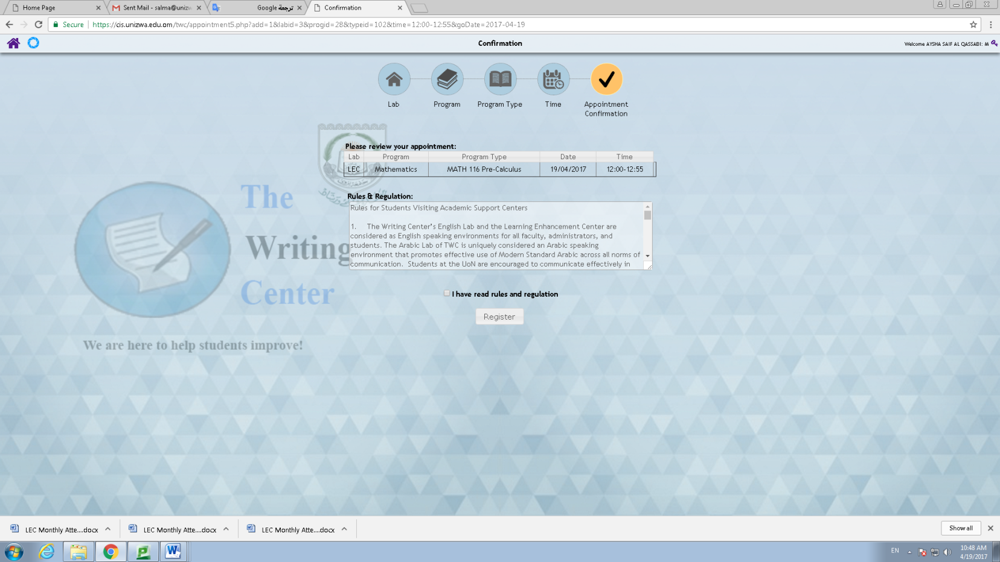 Home Page
Sent Mail - salma@uniz
ترجمة Google
Confirmation
Secure
https://cis.unizwa.edu.om/twc/appointment5.php?add=1&labid=3&progid=28&typeid=102&time=12:00-12:55&goDate=2017-04-19
Confirmation
Welcome AYSHA SAIF AL QASSABI: M
Lab
Program
Program Type
Time
Appointment
Confirmation
Please review your appointment:
Lab Program Program Type Date Time
LEC Mathematics MATH 116 Pre-Calculus 19/04/2017 12:00-12:55
Rules & Regulation:
Rules for Students Visiting Academic Support Centers
1. The Writing Center's English Lab and the Learning Enhancement Center are
considered as English speaking environments for all faculty, administrators, and
students. The Arabic Lab of TWC is uniquely considered an Arabic speaking
environment that promotes effective use of Modern Standard Arabic across all norms of
communication. Students at the UoN are encouraged to communicate effectively in
The
Writing
Center
We are here to help students improve!
I have read rules and regulation
Register
LEC Monthly Atte....docx
LEC Monthly Atte....docx
LEC Monthly Atte....docx
Show all
EN
10:48 AM
4/19/2017